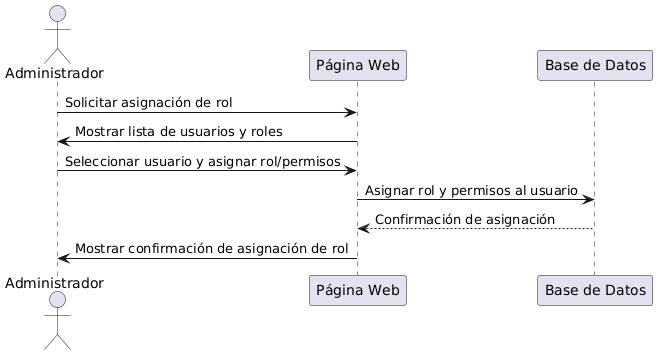 Administrador
Página Web
Base de Datos
Solicitar asignación de rol
Mostrar lista de usuarios y roles
Seleccionar usuario y asignar rol/permisos
Asignar rol y permisos al usuario
Confirmación de asignación
Mostrar confirmación de asignación de rol
Administrador
Página Web
Base de Datos